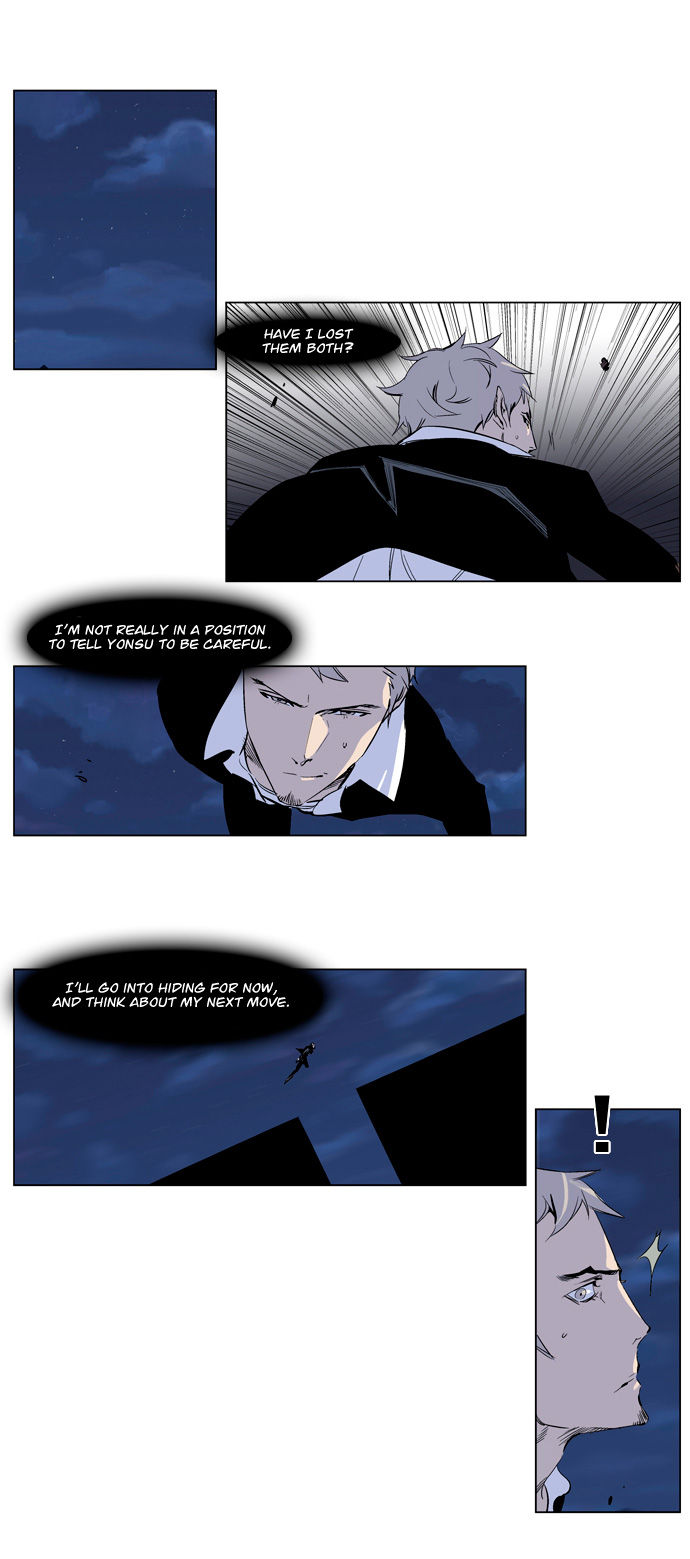 HAVE I LOST
THEM BOTH?
I'M NOT REALLY IN A POSITION
TO TELL YONSU TO BE CAREFUL.
I'LL GO INTO HIDING FOR NOW,
AND THINK ABOUT MY NEXT MOVE.
!